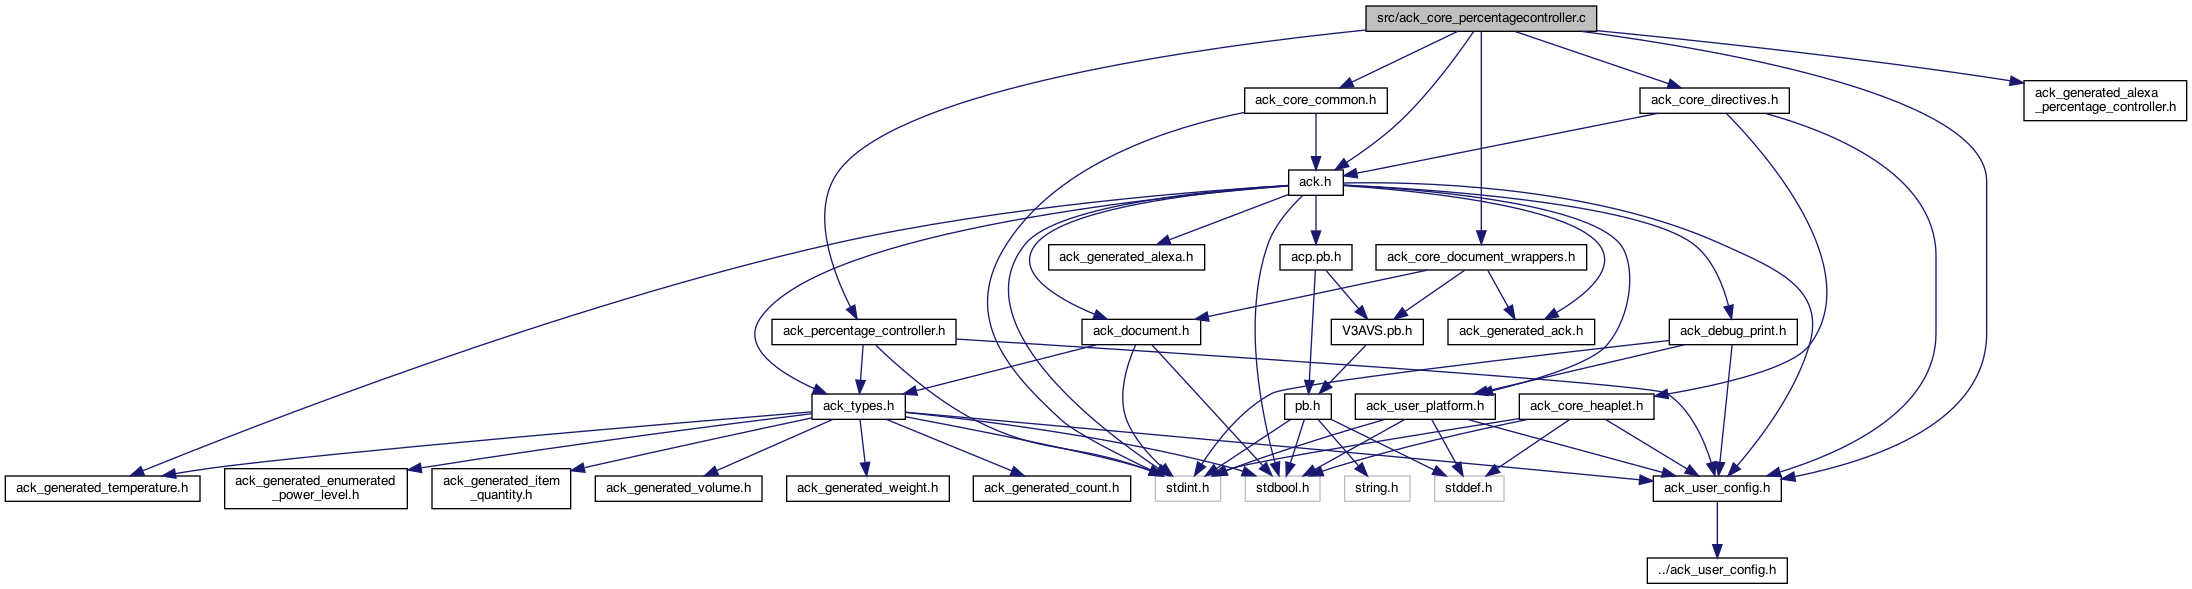 src/ack_core_percentagecontroller.c
ack_generated_alexa
_percentage_controller.h
ack_core_common.h
ack_core_directives.h
ack.h
ack_generated_alexa.h
acp.pb.h
ack_core_document_wrappers.h
ack_percentage_controller.h
ack_document.h
V3AVS.pb.h
ack_generated_ack.h
ack_debug_print.h
ack_types.h
pb.h
ack_user_platform.h
ack_core_heaplet.h
ack_generated_temperature.h
ack_generated_enumerated
_power_level.h
ack_generated_item
_quantity.h
ack_generated_volume.h
ack_generated_weight.h
ack_generated_count.h
stdint.h
stdbool.h
string.h
stddef.h
ack_user_config.h
../ack_user_config.h